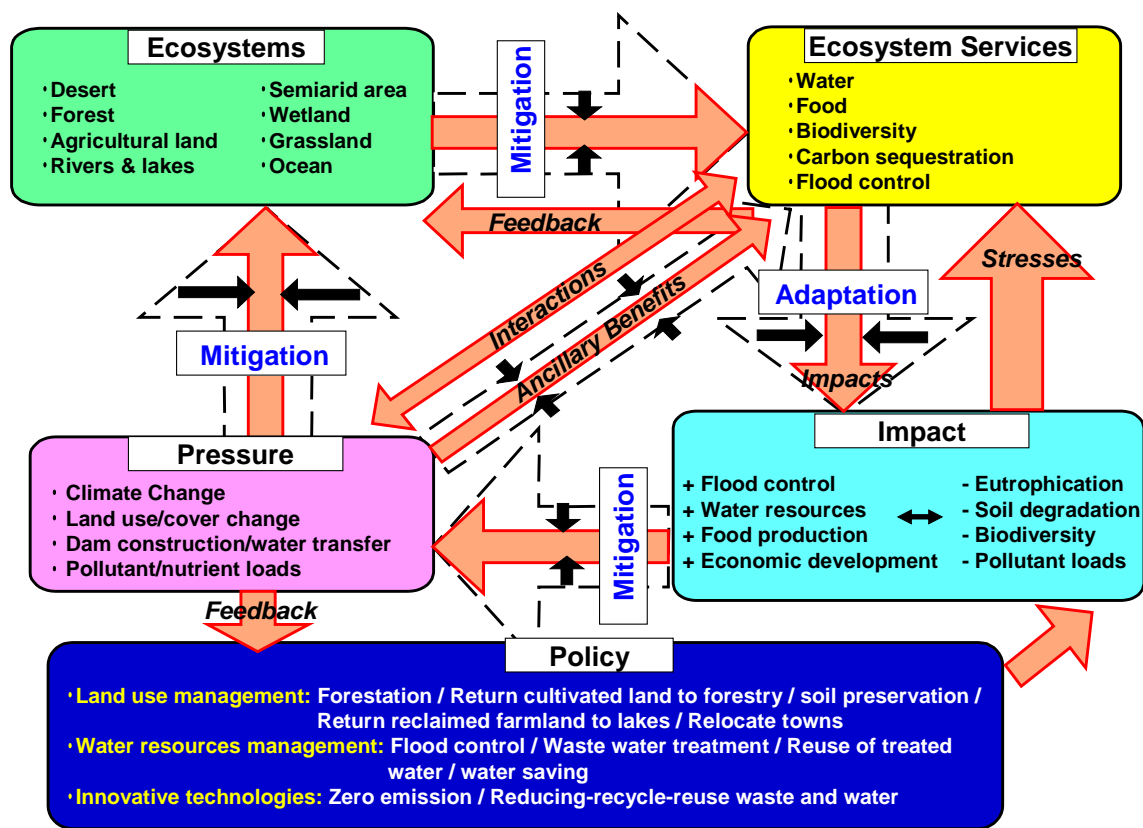 Ecosystems
· Desert
· Forest
· Agricultural land
· Rivers & lakes
· Semiarid area
· Wetland
· Grassland
· Ocean
Mitigation
Ecosystem Services
· Water
· Food
· Biodiversity
· Carbon sequestration
· Flood control
Feedback
Interactions
Ancillary Benefits
Adaptation
Impacts
Stresses
Mitigation
Pressure
· Climate Change
· Land use/cover change
· Dam construction/water transfer
· Pollutant/nutrient loads
Mitigation
Impact
+ Flood control
+ Water resources
+ Food production
+ Economic development
- Eutrophication
- Soil degradation
- Biodiversity
- Pollutant loads
Feedback
Policy
· Land use management: Forestation / Return cultivated land to forestry / soil preservation /
Return reclaimed farmland to lakes / Relocate towns
· Water resources management: Flood control / Waste water treatment / Reuse of treated
water / water saving
· Innovative technologies: Zero emission / Reducing-recycle-reuse waste and water